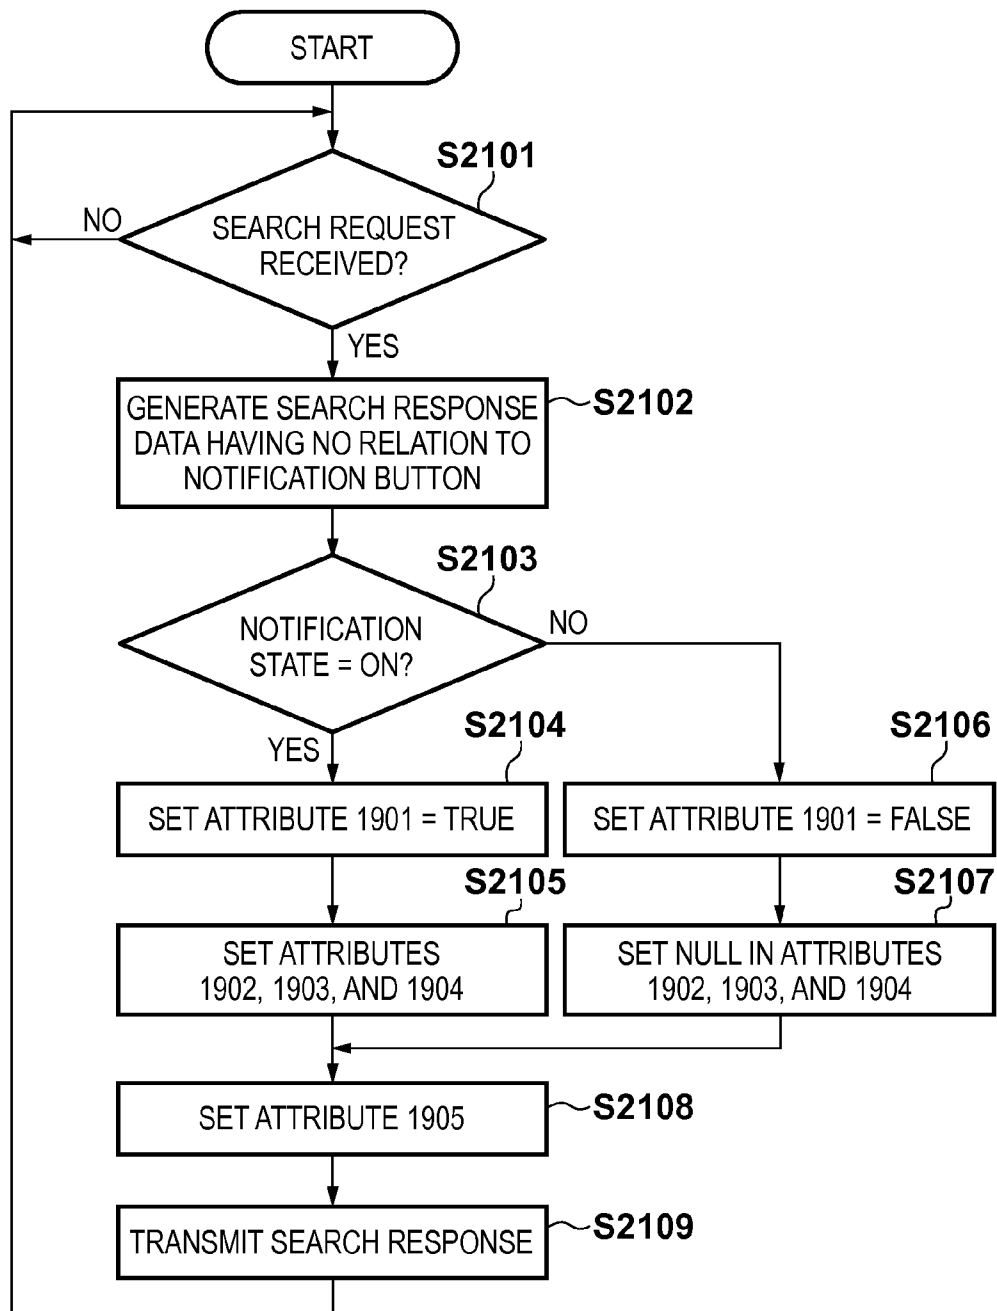 START
S2101
NO
SEARCH REQUEST
RECEIVED?
YES
GENERATE SEARCH RESPONSE
DATA HAVING NO RELATION TO
NOTIFICATION BUTTON
S2102
S2103
NOTIFICATION
STATE = ON?
NO
YES
S2104
SET ATTRIBUTE 1901 = TRUE
S2106
SET ATTRIBUTE 1901 = FALSE
S2105
SET ATTRIBUTES
1902, 1903, AND 1904
S2107
SET NULL IN ATTRIBUTES
1902, 1903, AND 1904
SET ATTRIBUTE 1905
S2108
TRANSMIT SEARCH RESPONSE
S2109